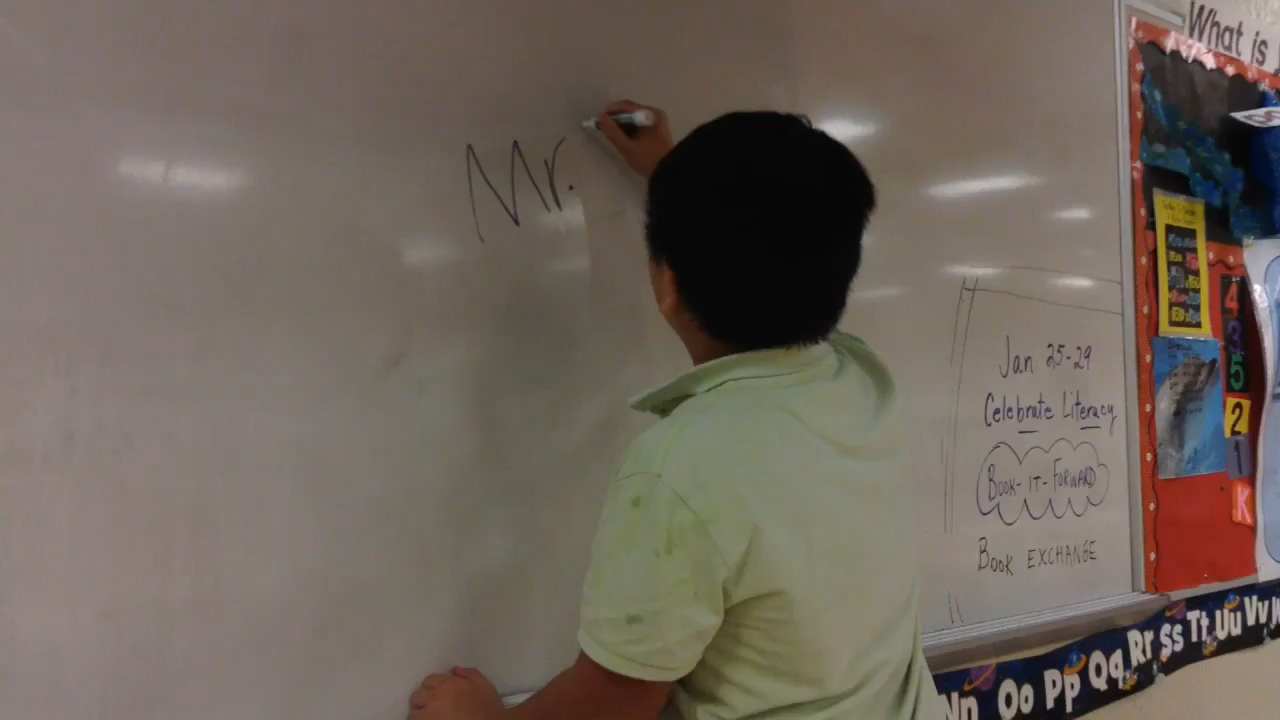 Mr.
What is
Jan 25-29
Celebrate Literacy
Book-IT-FORWARD
Book EXCHANGE
4
3
5
2
1
K
Nn Oo Pp Qq Rr Ss Tt Uu Vv